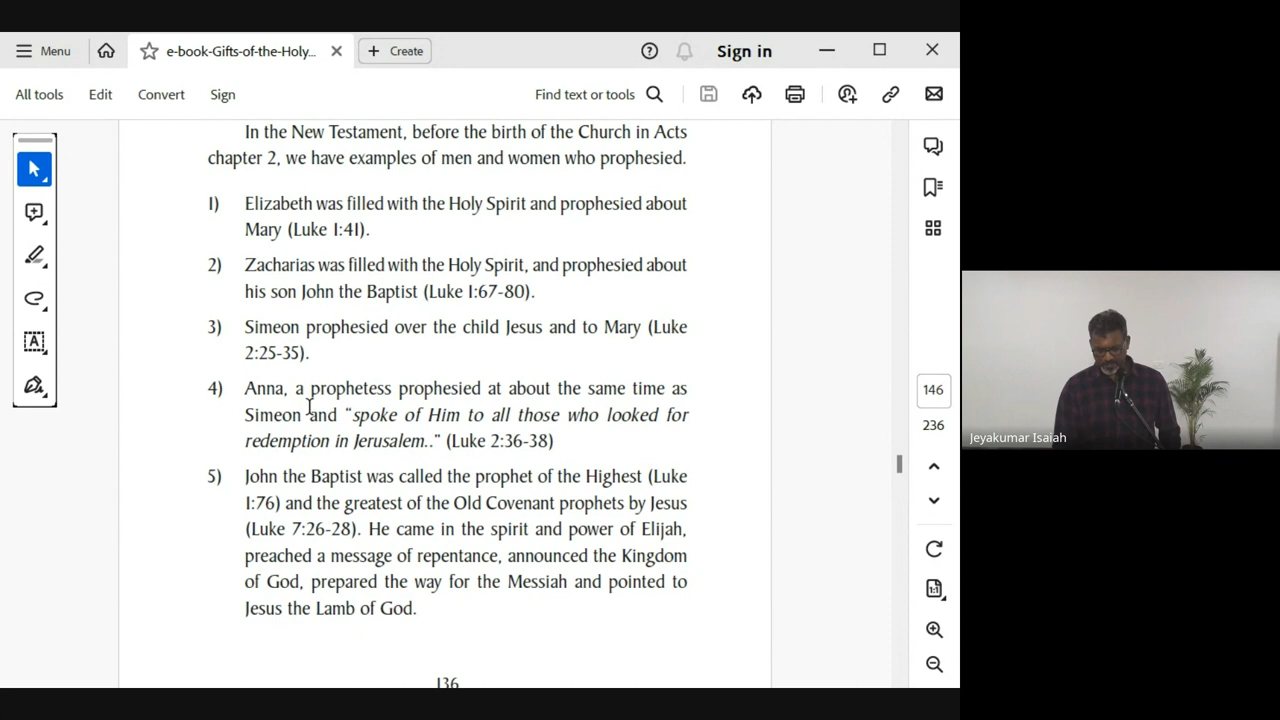 Menu
e-book-Gifts-of-the-Holy...
Create
Sign in
All tools
Edit
Convert
Sign
Find text or tools
In the New Testament, before the birth of the Church in Acts
chapter 2, we have examples of men and women who prophesied.
1) Elizabeth was filled with the Holy Spirit and prophesied about
Mary (Luke 1:41).
2) Zacharias was filled with the Holy Spirit, and prophesied about
his son John the Baptist (Luke 1:67-80).
3) Simeon prophesied over the child Jesus and to Mary (Luke
2:25-35).
4) Anna, a prophetess prophesied at about the same time as
Simeon and “spoke of Him to all those who looked for
redemption in Jerusalem..” (Luke 2:36-38)
5) John the Baptist was called the prophet of the Highest (Luke
1:76) and the greatest of the Old Covenant prophets by Jesus
(Luke 7:26-28). He came in the spirit and power of Elijah,
preached a message of repentance, announced the Kingdom
of God, prepared the way for the Messiah and pointed to
Jesus the Lamb of God.
136
146
236
1:1
Jeyakumar Isaiah